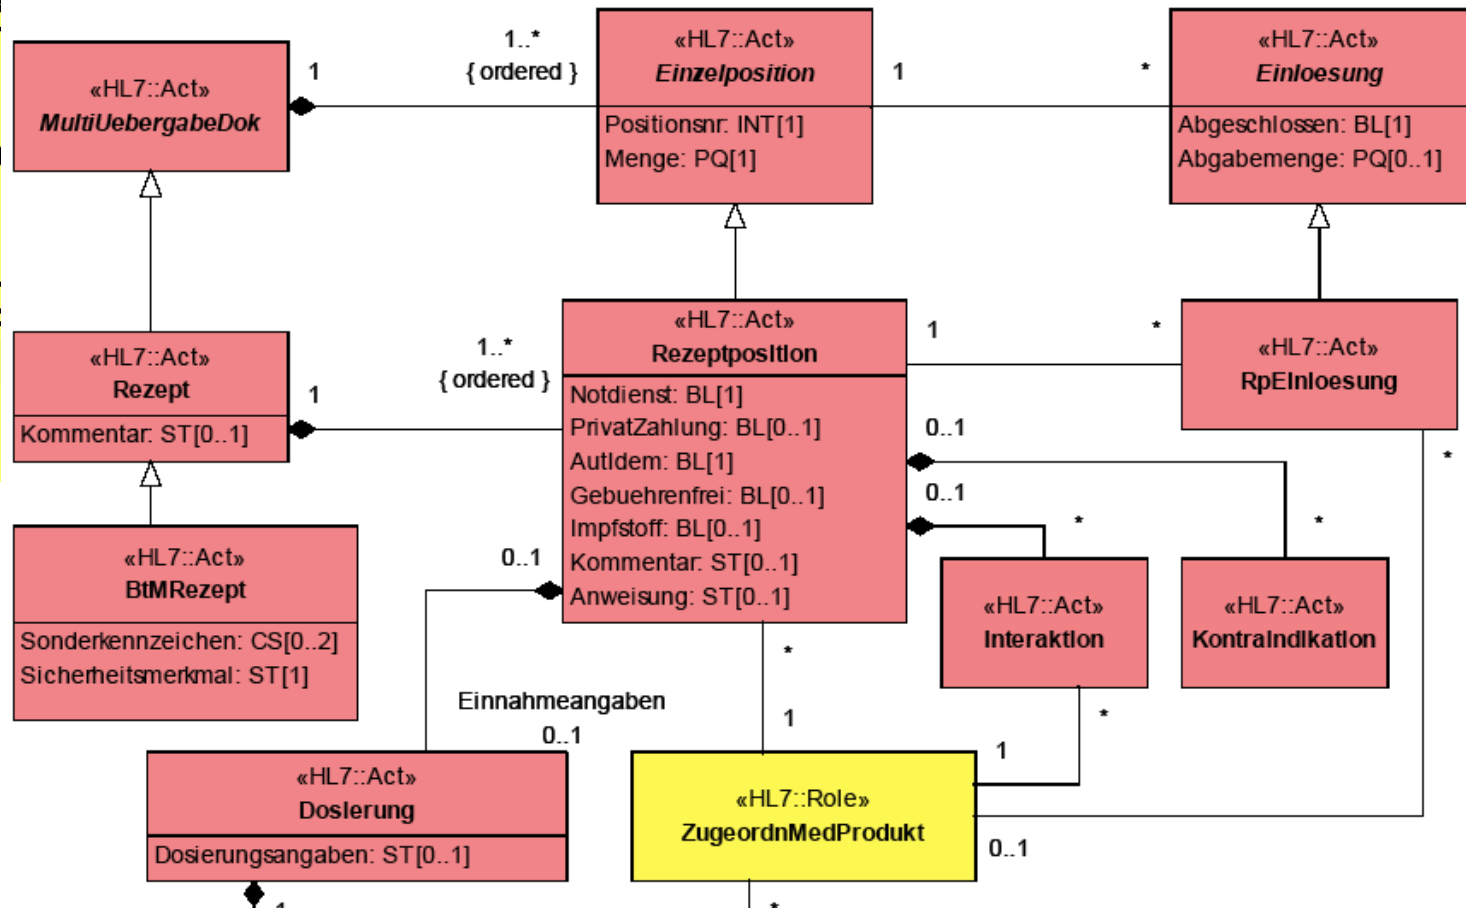 «HL7::Act»
MultiUebergabeDok
1
1..*
{ ordered }
«HL7::Act»
Einzelposition
Positionsnr: INT[1]
Menge: PQ[1]
1
*
«HL7::Act»
Einloesung
Abgeschlossen: BL[1]
Abgabemenge: PQ[0..1]
«HL7::Act»
Rezept
Kommentar: ST[0..1]
1
1..*
{ ordered }
«HL7::Act»
Rezeptposition
Notdienst: BL[1]
PrivatZahlung: BL[0..1]
AutIdem: BL[1]
Gebuehrenfrei: BL[0..1]
Impfstoff: BL[0..1]
Kommentar: ST[0..1]
Anweisung: ST[0..1]
1
*
«HL7::Act»
RpEinloesung
0..1
0..1
*
*
*
«HL7::Act»
BtMRezept
Sonderkennzeichen: CS[0..2]
Sicherheitsmerkmal: ST[1]
0..1
«HL7::Act»
Interaktion
«HL7::Act»
Kontraindikation
*
1
*
1
Einnahmeangaben
0..1
«HL7::Act»
Dosierung
Dosierungsangaben: ST[0..1]
«HL7::Role»
ZugeordnMedProdukt
0..1
1
*